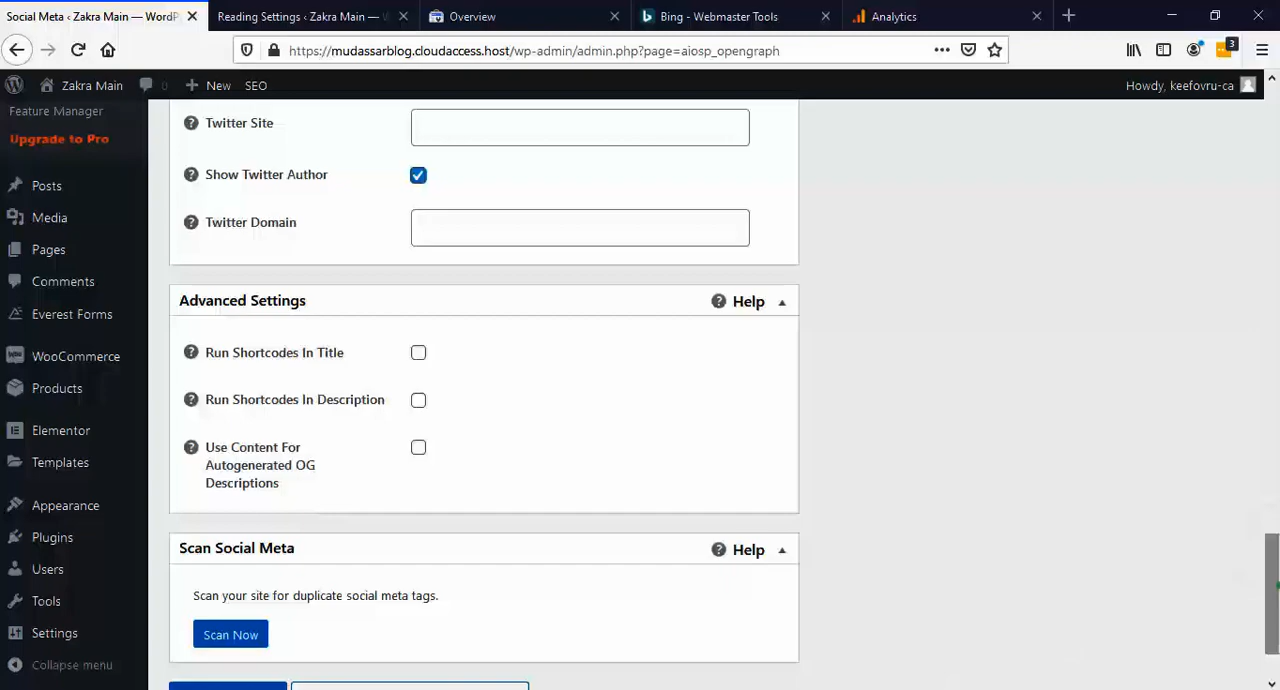 Social Meta ‹ Zakra Main — WordP
Reading Settings ‹ Zakra Main — 
Overview
Bing - Webmaster Tools
Analytics
https://mudassarblog.cloudaccess.host/wp-admin/admin.php?page=aiosp_opengraph
3
Zakra Main
0
New
SEO
Howdy, keefovru-ca
Feature Manager
Upgrade to Pro
Posts
Media
Pages
Comments
Everest Forms
WooCommerce
Products
Elementor
Templates
Appearance
Plugins
Users
Tools
Settings
Collapse menu
Twitter Site
Show Twitter Author
Twitter Domain
Advanced Settings
Help
Run Shortcodes In Title
Run Shortcodes In Description
Use Content For
Autogenerated OG
Descriptions
Scan Social Meta
Help
Scan your site for duplicate social meta tags.
Scan Now